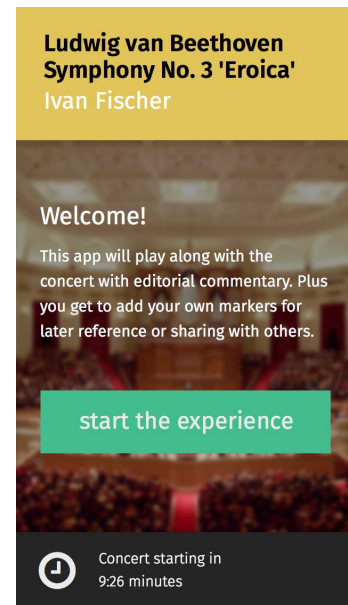 Ludwig van Beethoven
Symphony No. 3 'Eroica'
Ivan Fischer
Welcome!
This app will play along with the
concert with editorial commentary. Plus
you get to add your own markers for
later reference or sharing with others.
start the experience
Concert starting in
9:26 minutes